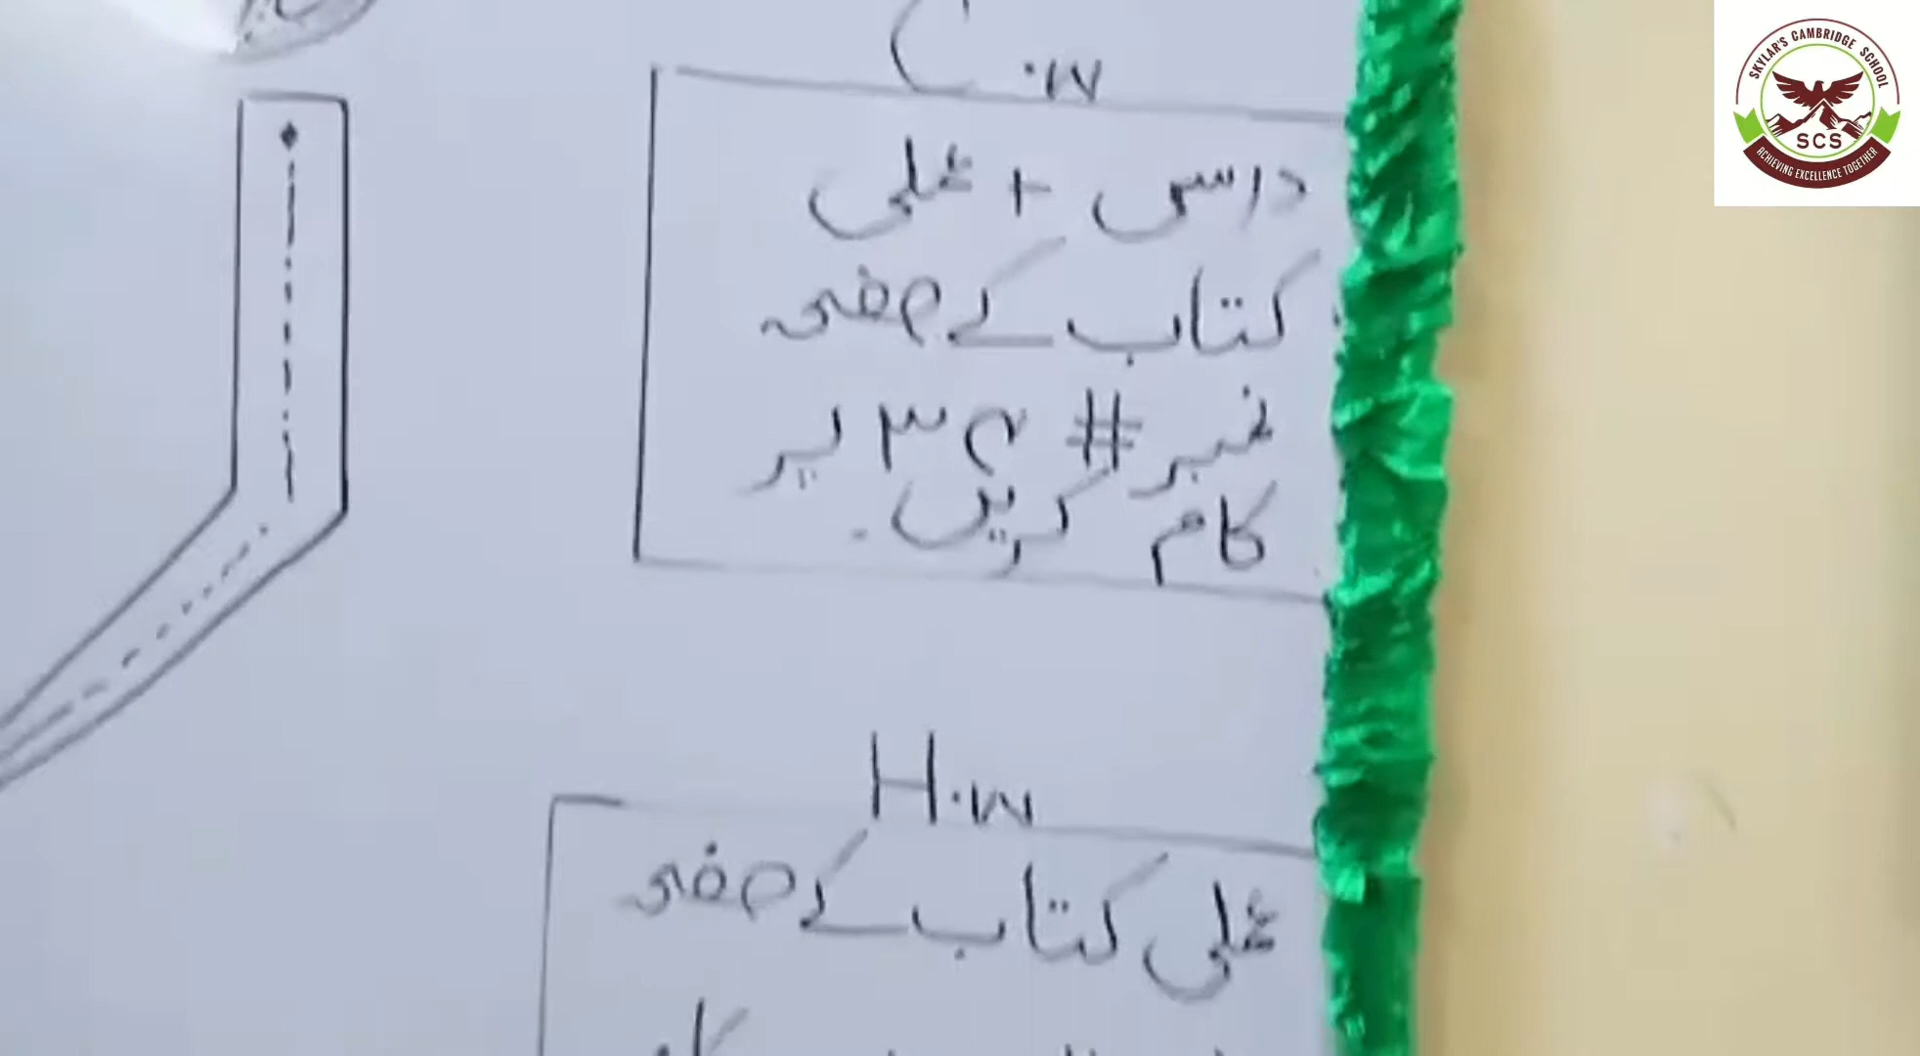 C.W
درسی + عملی
کتاب کے صفحہ
نمبر # ۳۴ پر
کام کریں۔
H.W
عملی کتاب کے صفحہ
SKYLAR'S CAMBRIDGE SCHOOL
SCS
ACHIEVING EXCELLENCE TOGETHER